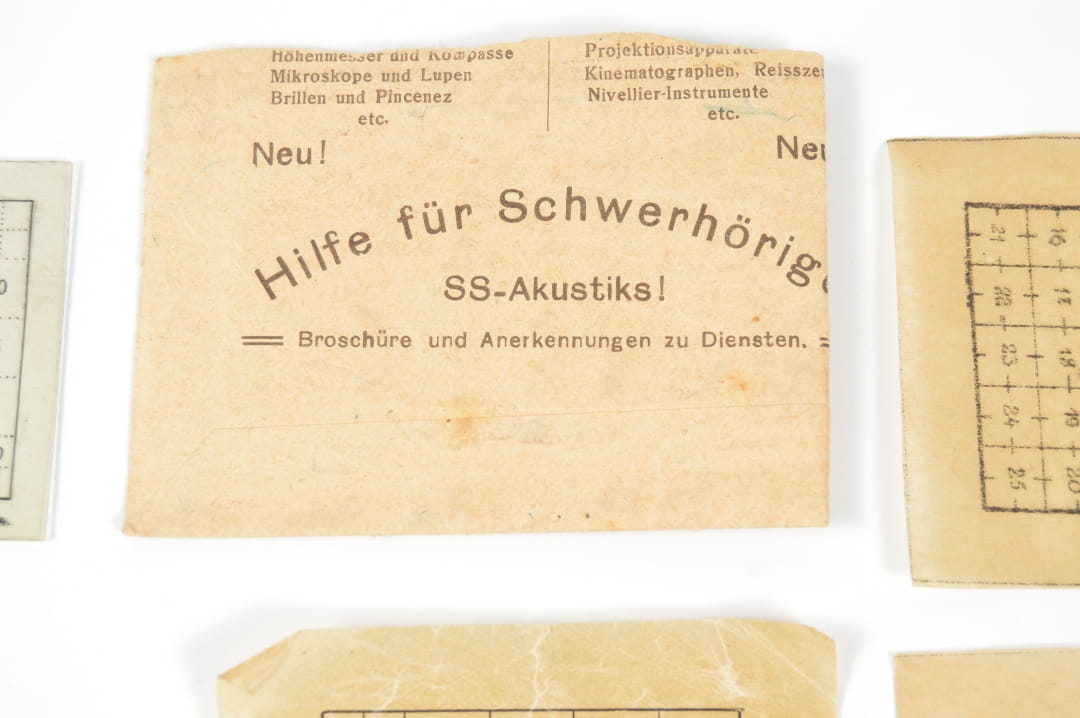 Höhenmesser und Kompasse
Mikroskope und Lupen
Brillen und Pincenez
etc.
Projektionsapparate
Kinematographen, Reissze
Nivellier-Instrumente
etc.
Neu!
Neu
Hilfe für Schwerhörige
SS-Akustiks!
Broschüre und Anerkennungen zu Diensten.
21 16
22 17
23 18
24 19
25 20